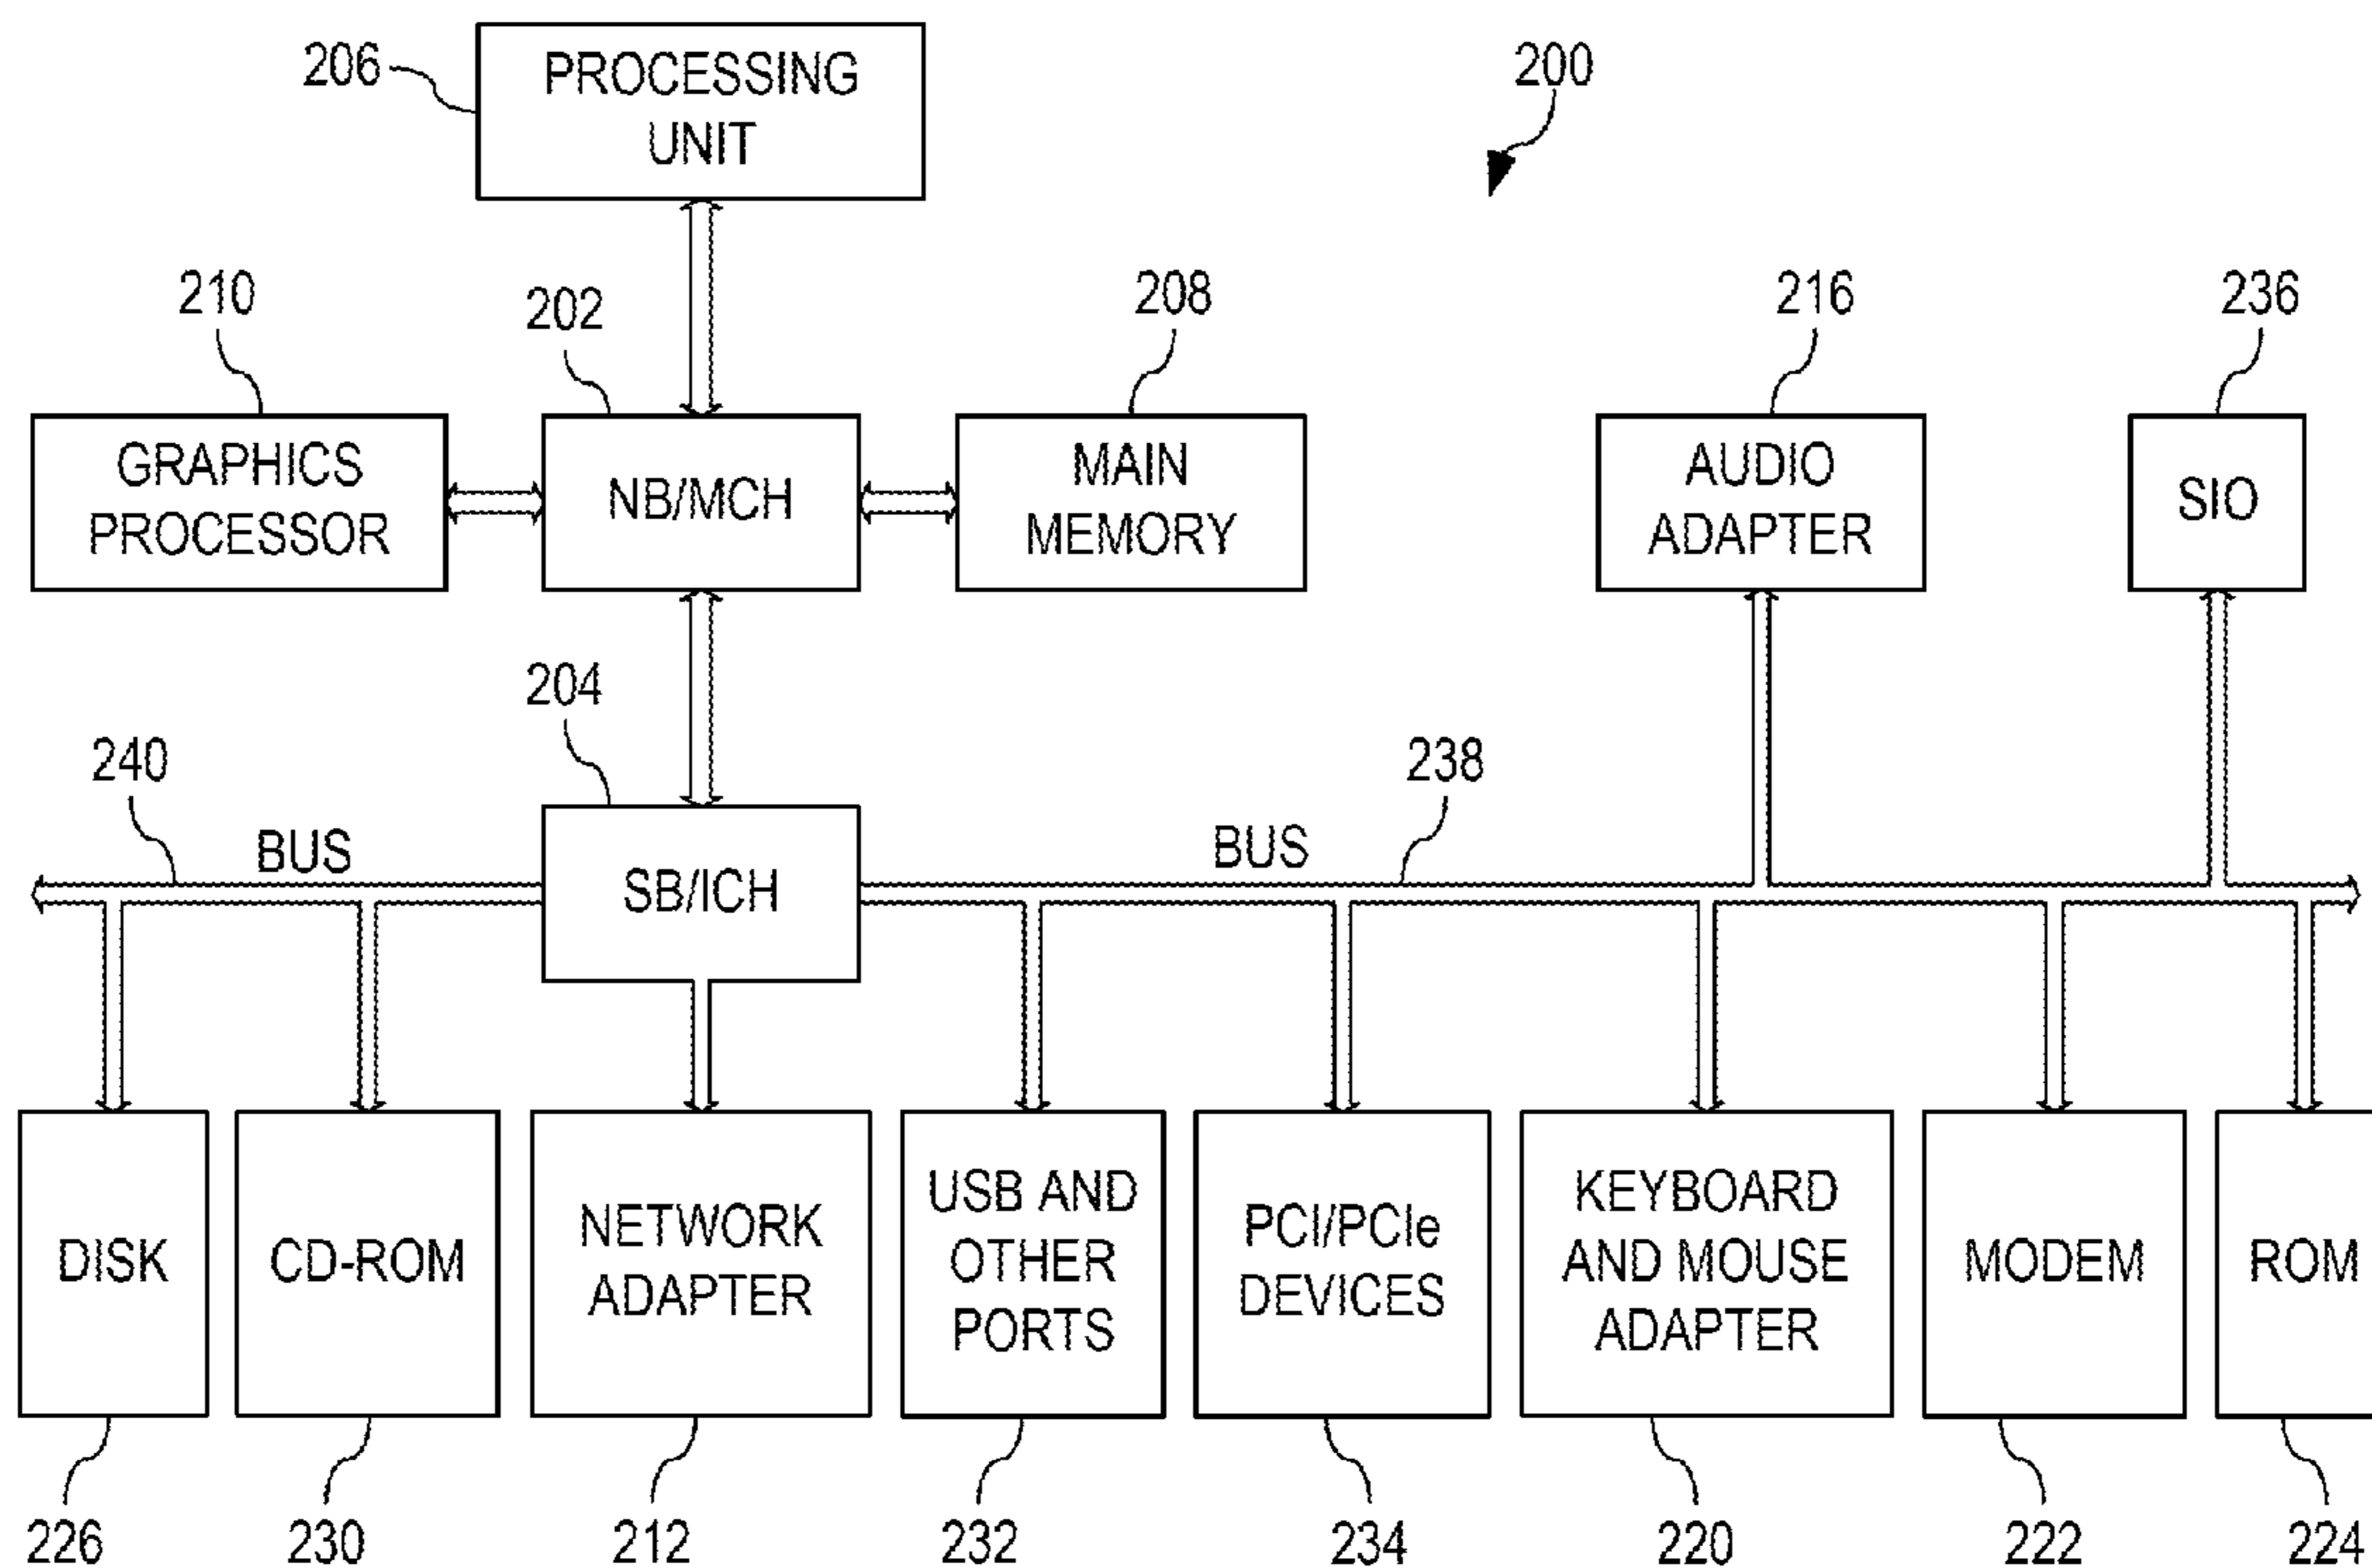 206
PROCESSING
UNIT
200
210
202
208
216
236
GRAPHICS
PROCESSOR
NB/MCH
MAIN
MEMORY
AUDIO
ADAPTER
SIO
204
240
BUS
SB/ICH
BUS
238
DISK
CD-ROM
NETWORK
ADAPTER
USB AND
OTHER
PORTS
PCI/PCIe
DEVICES
KEYBOARD
AND MOUSE
ADAPTER
MODEM
ROM
226
230
212
232
234
220
222
224